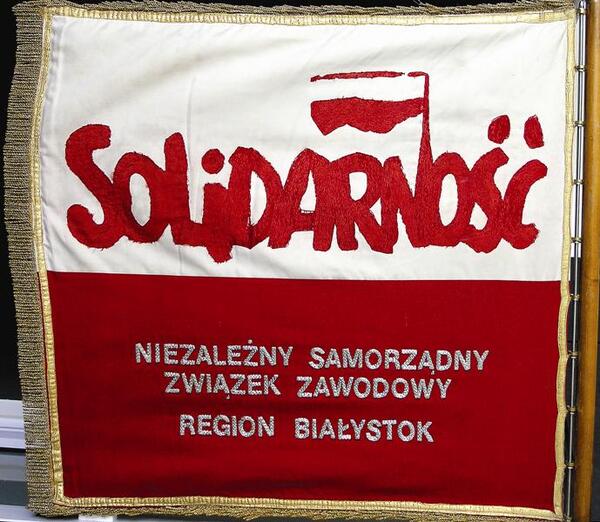 SOLiDARNOŚĆ
NIEZALEŻNY SAMORZĄDNY
ZWIĄZEK ZAWODOWY
REGION BIAŁYSTOK